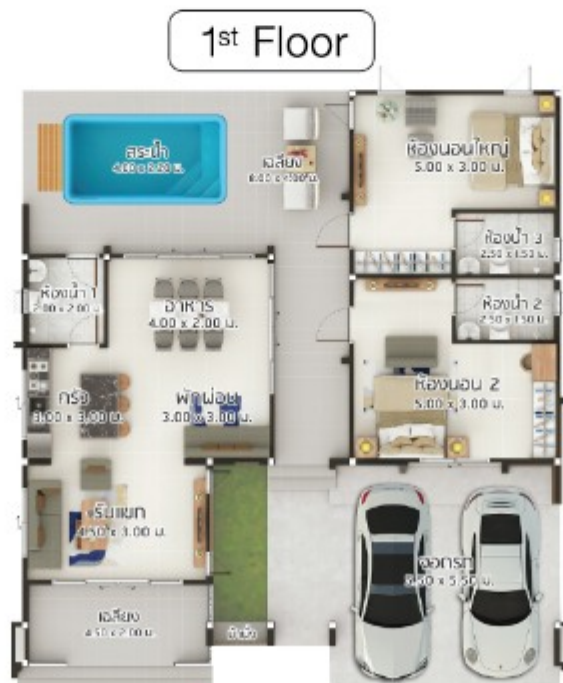 1st Floor
สระน้ำ
เฉลียง
ห้องนอนใหญ่
5.00 x 3.00 ม.
ห้องน้ำ 3
2.50 x 1.50 ม.
ห้องน้ำ 1
2.00 x 2.00 ม.
อาหาร
4.00 x 2.00 ม.
ห้องน้ำ 2
2.50 x 1.50 ม.
ครัว
3.00 x 3.00 ม.
พักผ่อน
3.00 x 3.00 ม.
ห้องนอน 2
5.00 x 3.00 ม.
รับแขก
4.50 x 3.00 ม.
จอดรถ
5.50 x 5.50 ม.
เฉลียง
4.50 x 2.00 ม.